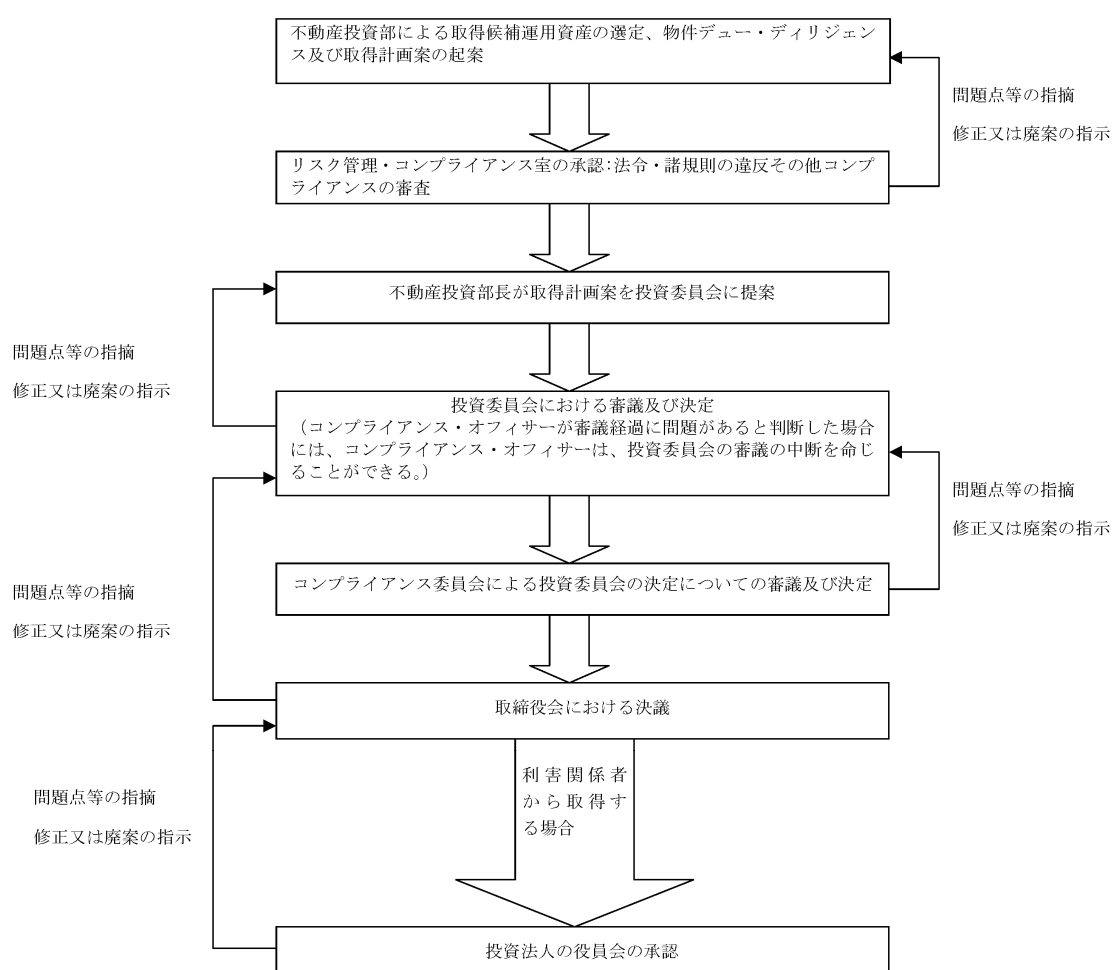 不動産投資部による取得候補運用資産の選定、物件デュー・ディリジェン
ス及び取得計画案の起案
問題点等の指摘
修正又は廃案の指示
リスク管理・コンプライアンス室の承認:法令・諸規則の違反その他コンプ
ライアンスの審査
不動産投資部長が取得計画案を投資委員会に提案
問題点等の指摘
修正又は廃案の指示
投資委員会における審議及び決定
（コンプライアンス・オフィサーが審議経過に問題があると判断した場合
には、コンプライアンス・オフィサーは、投資委員会の審議の中断を命じ
ることができる。）
問題点等の指摘
修正又は廃案の指示
コンプライアンス委員会による投資委員会の決定についての審議及び決定
問題点等の指摘
修正又は廃案の指示
取締役会における決議
利害関係者
から取得す
る場合
問題点等の指摘
修正又は廃案の指示
投資法人の役員会の承認